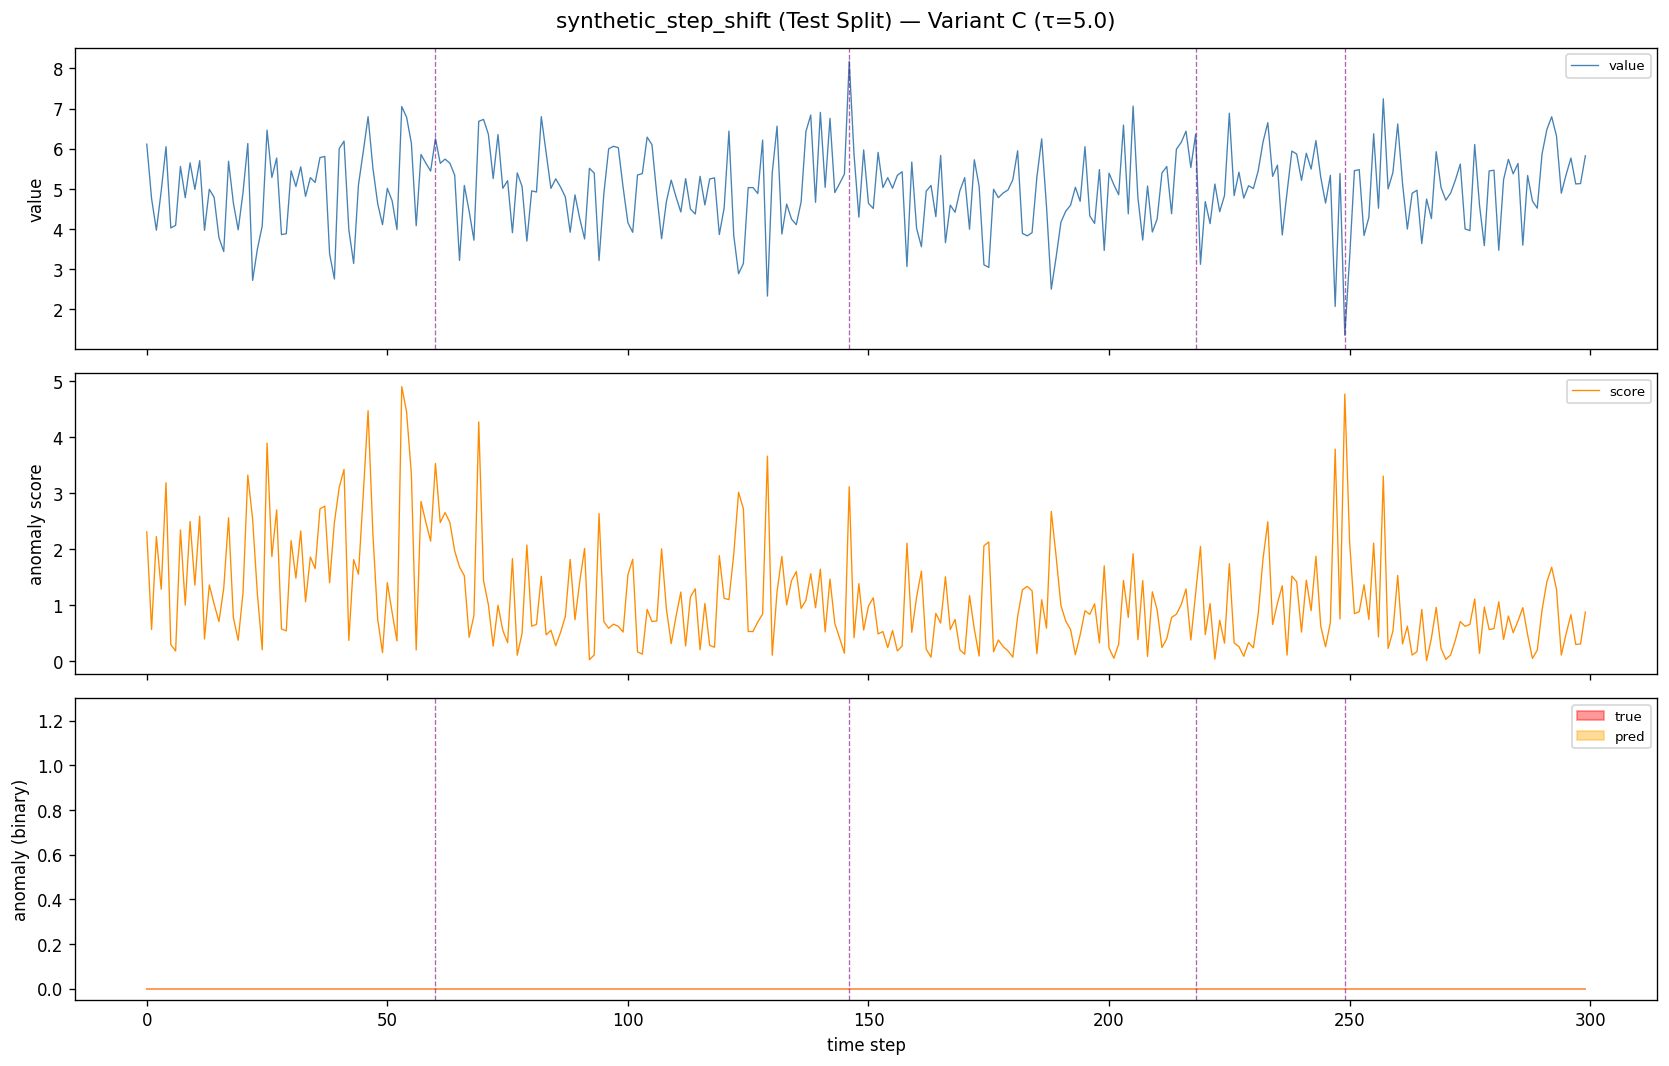 synthetic_step_shift (Test Split) — Variant C (τ=5.0)
value
8
7
6
5
4
3
2
value
score
5
4
3
2
1
0
anomaly score
true
pred
1.2
1.0
0.8
0.6
0.4
0.2
0.0
anomaly (binary)
0 50 100 150 200 250 300
time step